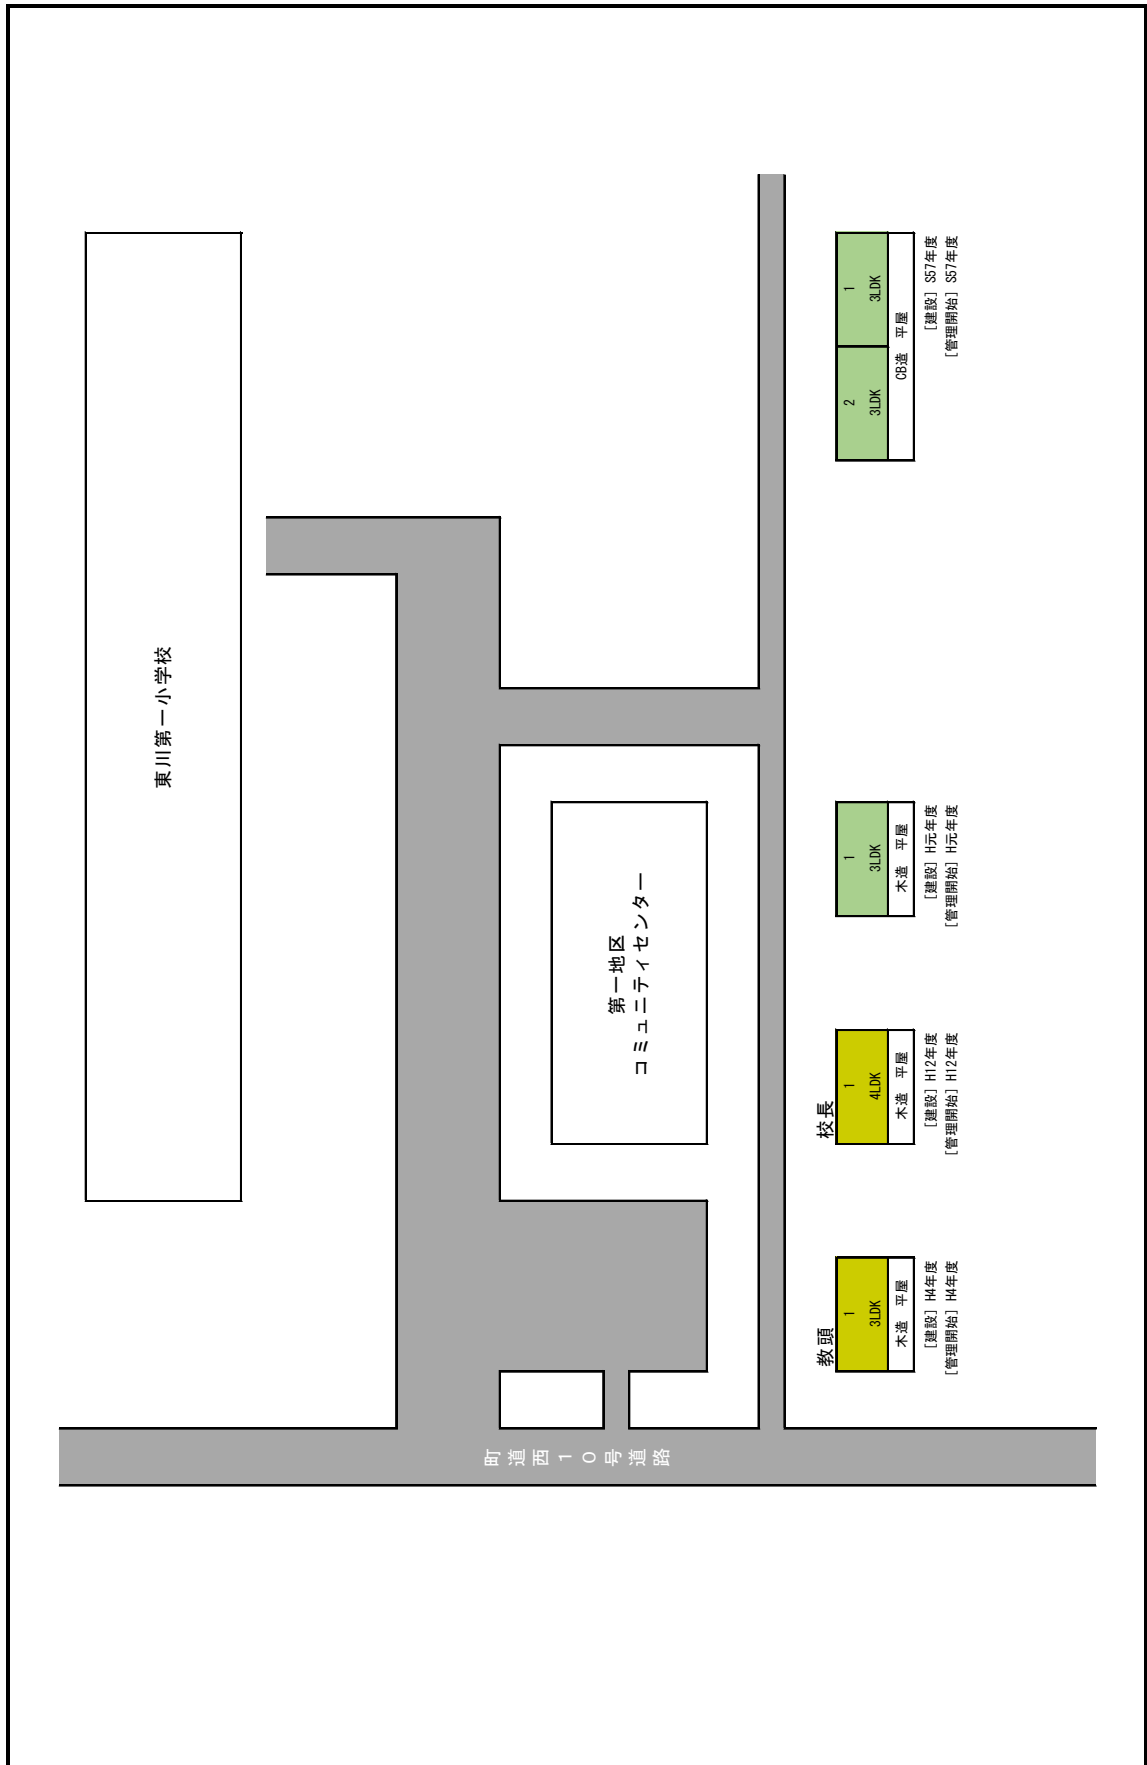 東川第一小学校
第一地区
コミュニティセンター
町道西１０号道路
教頭
1
3LDK
木造　平屋
[建設] H4年度
[管理開始] H4年度
校長
1
4LDK
木造　平屋
[建設] H12年度
[管理開始] H12年度
1
3LDK
木造　平屋
[建設] H元年度
[管理開始] H元年度
2
3LDK
1
3LDK
CB造　平屋
[建設] S57年度
[管理開始] S57年度